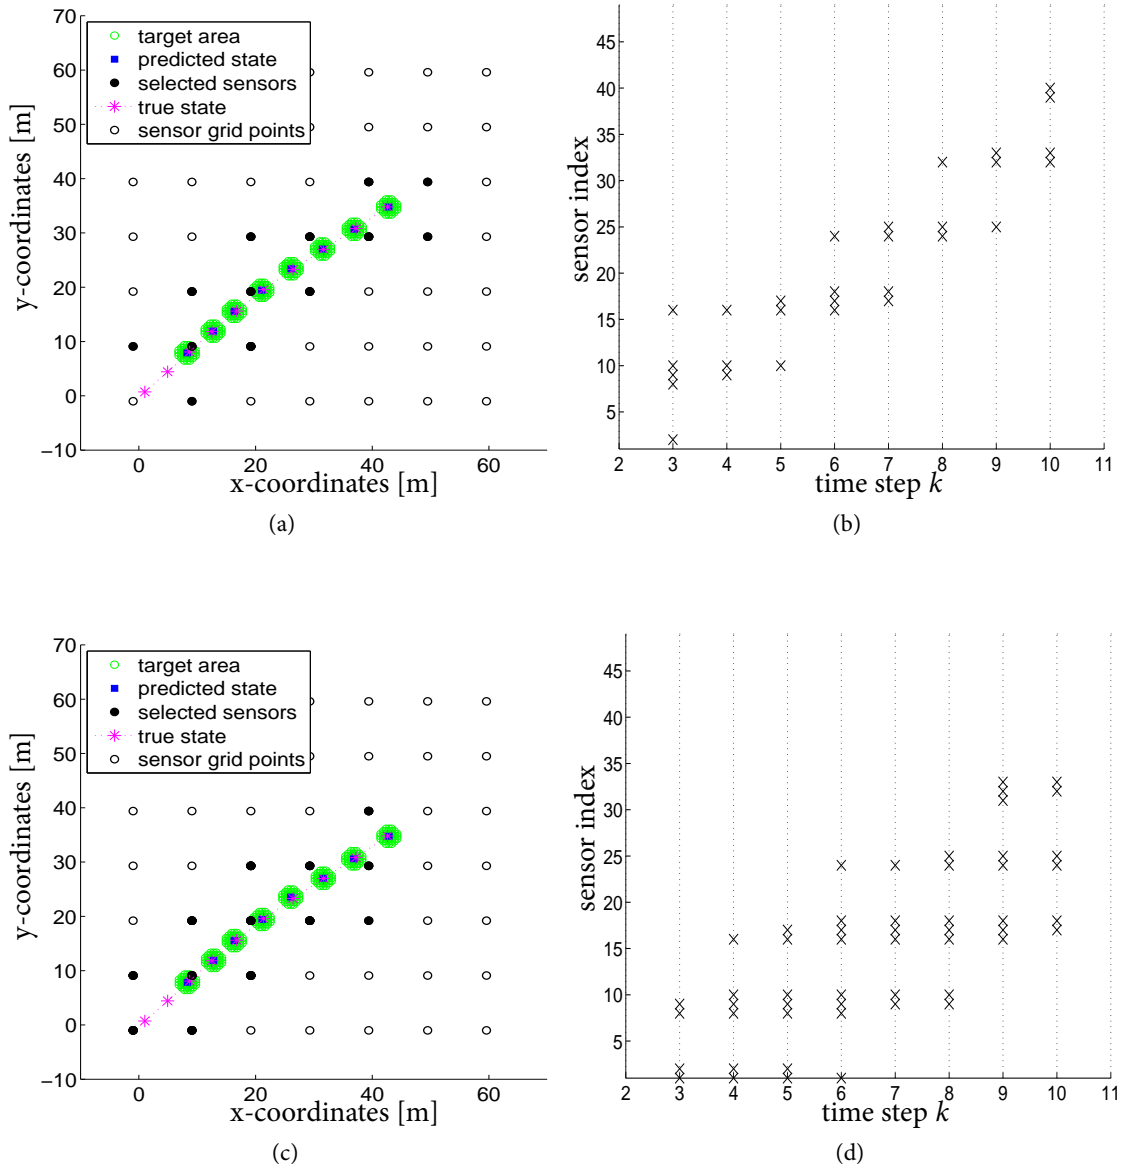 70
60
50
40
30
20
10
0
−10
y-coordinates [m]
target area
predicted state
selected sensors
true state
sensor grid points
0
20
40
60
x-coordinates [m]
(a)
45
40
35
30
25
20
15
10
5
sensor index
2
3
4
5
6
7
8
9
10
11
time step k
(b)
70
60
50
40
30
20
10
0
−10
y-coordinates [m]
target area
predicted state
selected sensors
true state
sensor grid points
0
20
40
60
x-coordinates [m]
(c)
45
40
35
30
25
20
15
10
5
sensor index
2
3
4
5
6
7
8
9
10
11
time step k
(d)